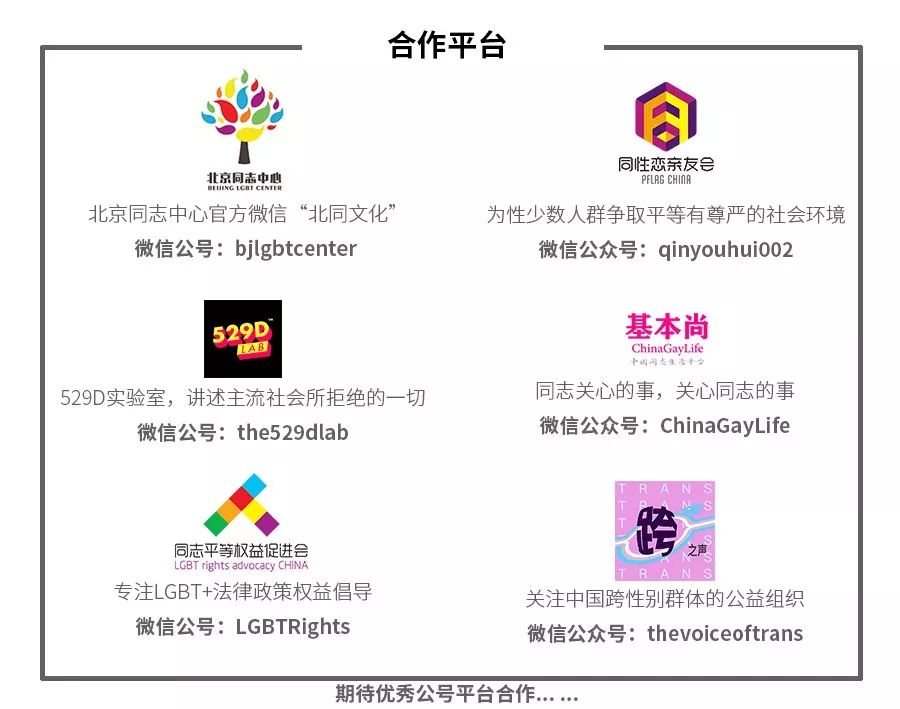 合作平台
北京同志中心
BEIJING LGBT CENTER
北京同志中心官方微信“北同文化”
微信公号：bjlgbtcenter
同性恋亲友会
PFLAG CHINA
为性少数人群争取平等有尊严的社会环境
微信公众号：qinyouhui002
529D™
LAB
529D实验室，讲述主流社会所拒绝的一切
微信公号：the529dlab
基本尚
ChinaGayLife
中国同志生活平台
同志关心的事，关心同志的事
微信公众号：ChinaGayLife
同志平等权益促进会
LGBT rights advocacy CHINA
专注LGBT+法律政策权益倡导
微信公号：LGBTRights
TRANS
TRANS
跨
之声
TRANS
关注中国跨性别群体的公益组织
微信公众号：thevoiceoftrans
期待优秀公号平台合作... ...